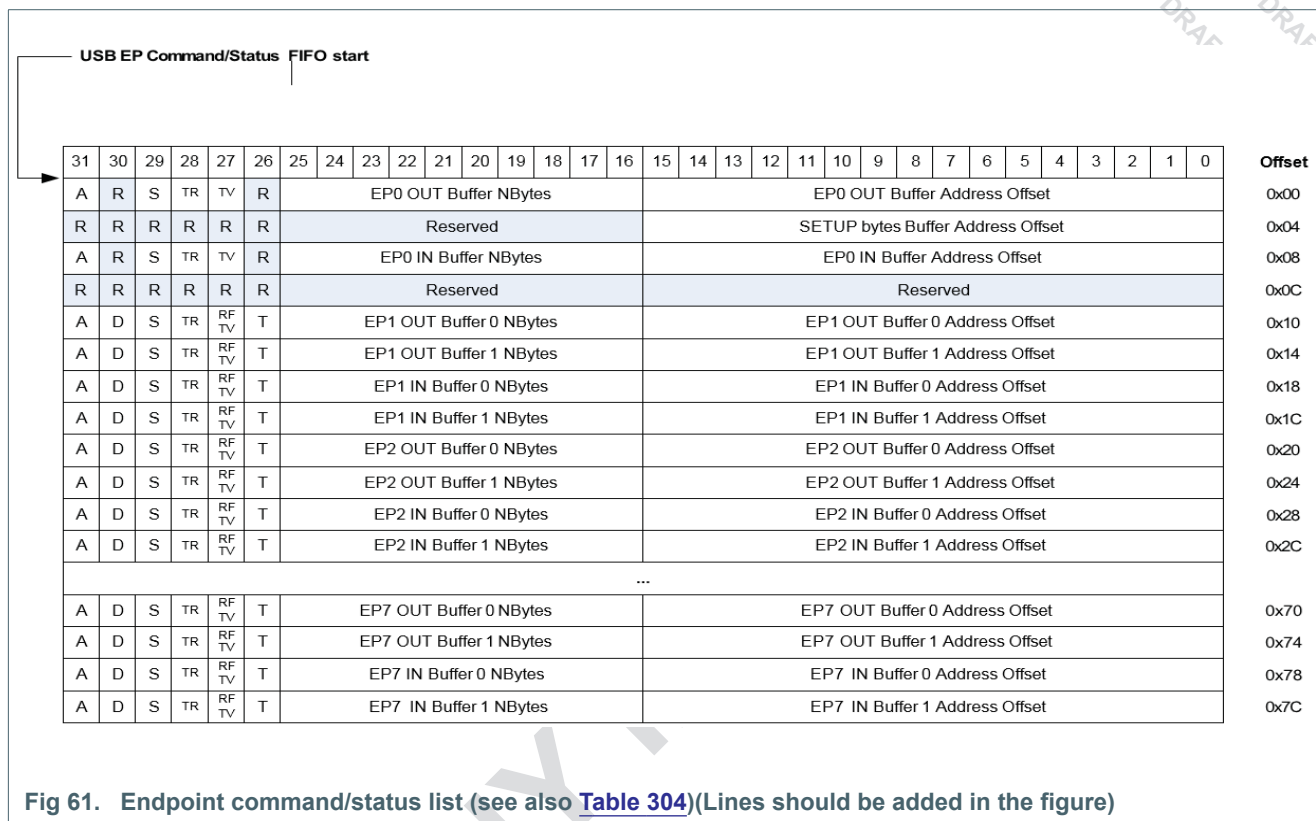 DRAF DRAF
USB EP Command/Status FIFO start
31 30 29 28 27 26 25 24 23 22 21 20 19 18 17 16 15 14 13 12 11 10 9 8 7 6 5 4 3 2 1 0 Offset
A R S TR TV R EP0 OUT Buffer NBytes EP0 OUT Buffer Address Offset 0x00
R R R R R R Reserved SETUP bytes Buffer Address Offset 0x04
A R S TR TV R EP0 IN Buffer NBytes EP0 IN Buffer Address Offset 0x08
R R R R R R Reserved Reserved 0x0C
A D S TR RF TV T EP1 OUT Buffer 0 NBytes EP1 OUT Buffer 0 Address Offset 0x10
A D S TR RF TV T EP1 OUT Buffer 1 NBytes EP1 OUT Buffer 1 Address Offset 0x14
A D S TR RF TV T EP1 IN Buffer 0 NBytes EP1 IN Buffer 0 Address Offset 0x18
A D S TR RF TV T EP1 IN Buffer 1 NBytes EP1 IN Buffer 1 Address Offset 0x1C
A D S TR RF TV T EP2 OUT Buffer 0 NBytes EP2 OUT Buffer 0 Address Offset 0x20
A D S TR RF TV T EP2 OUT Buffer 1 NBytes EP2 OUT Buffer 1 Address Offset 0x24
A D S TR RF TV T EP2 IN Buffer 0 NBytes EP2 IN Buffer 0 Address Offset 0x28
A D S TR RF TV T EP2 IN Buffer 1 NBytes EP2 IN Buffer 1 Address Offset 0x2C
...
A D S TR RF TV T EP7 OUT Buffer 0 NBytes EP7 OUT Buffer 0 Address Offset 0x70
A D S TR RF TV T EP7 OUT Buffer 1 NBytes EP7 OUT Buffer 1 Address Offset 0x74
A D S TR RF TV T EP7 IN Buffer 0 NBytes EP7 IN Buffer 0 Address Offset 0x78
A D S TR RF TV T EP7 IN Buffer 1 NBytes EP7 IN Buffer 1 Address Offset 0x7C
Fig 61. Endpoint command/status list (see also Table 304)(Lines should be added in the figure)